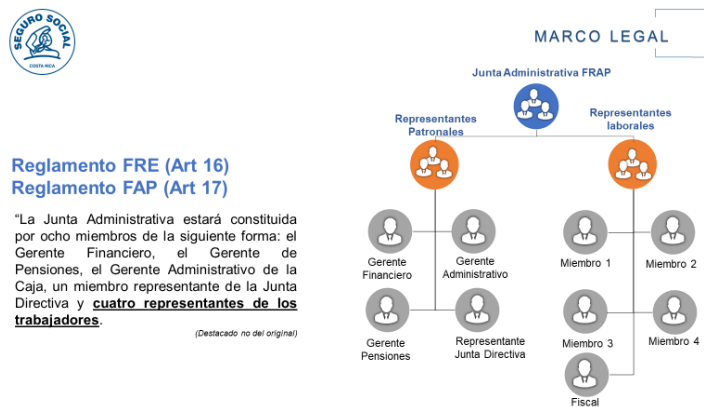 SEGURO SOCIAL
COSTA RICA
MARCO LEGAL
Junta Administrativa FRAP
Representantes
Patronales
Representantes
laborales
Reglamento FRE (Art 16)
Reglamento FAP (Art 17)
“La Junta Administrativa estará constituida
por ocho miembros de la siguiente forma: el
Gerente Financiero, el Gerente de
Pensiones, el Gerente Administrativo de la
Caja, un miembro representante de la Junta
Directiva y cuatro representantes de los
trabajadores.
(Destacado no del original)
Gerente
Financiero
Gerente
Administrativo
Gerente
Pensiones
Representante
Junta Directiva
Miembro 1
Miembro 2
Miembro 3
Miembro 4
Fiscal